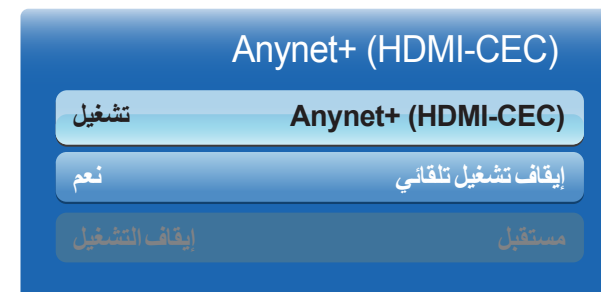 Anynet+ (HDMI-CEC)
Anynet+ (HDMI-CEC) تشغيل
إيقاف تشغيل تلقائي نعم
مستقبل إيقاف التشغيل